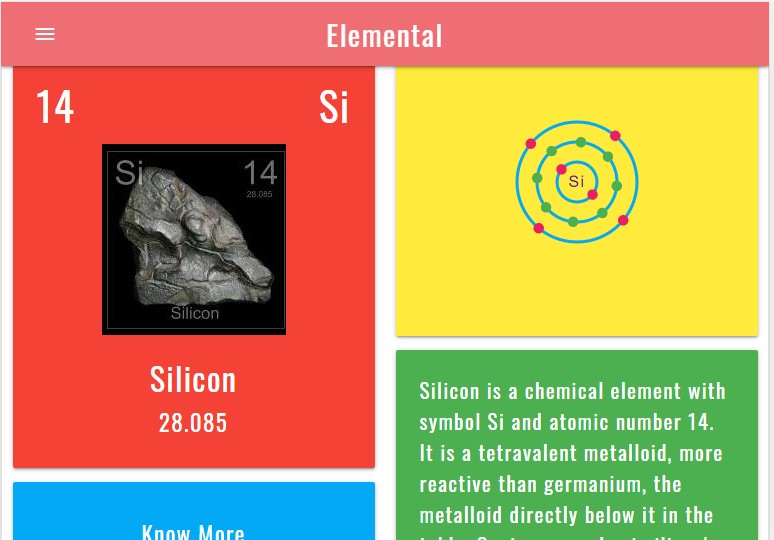 Elemental
14 Si
Si 14
28.085
Silicon
Silicon
28.085
Know More
Si
Silicon is a chemical element with
symbol Si and atomic number 14.
It is a tetravalent metalloid, more
reactive than germanium, the
metalloid directly below it in the